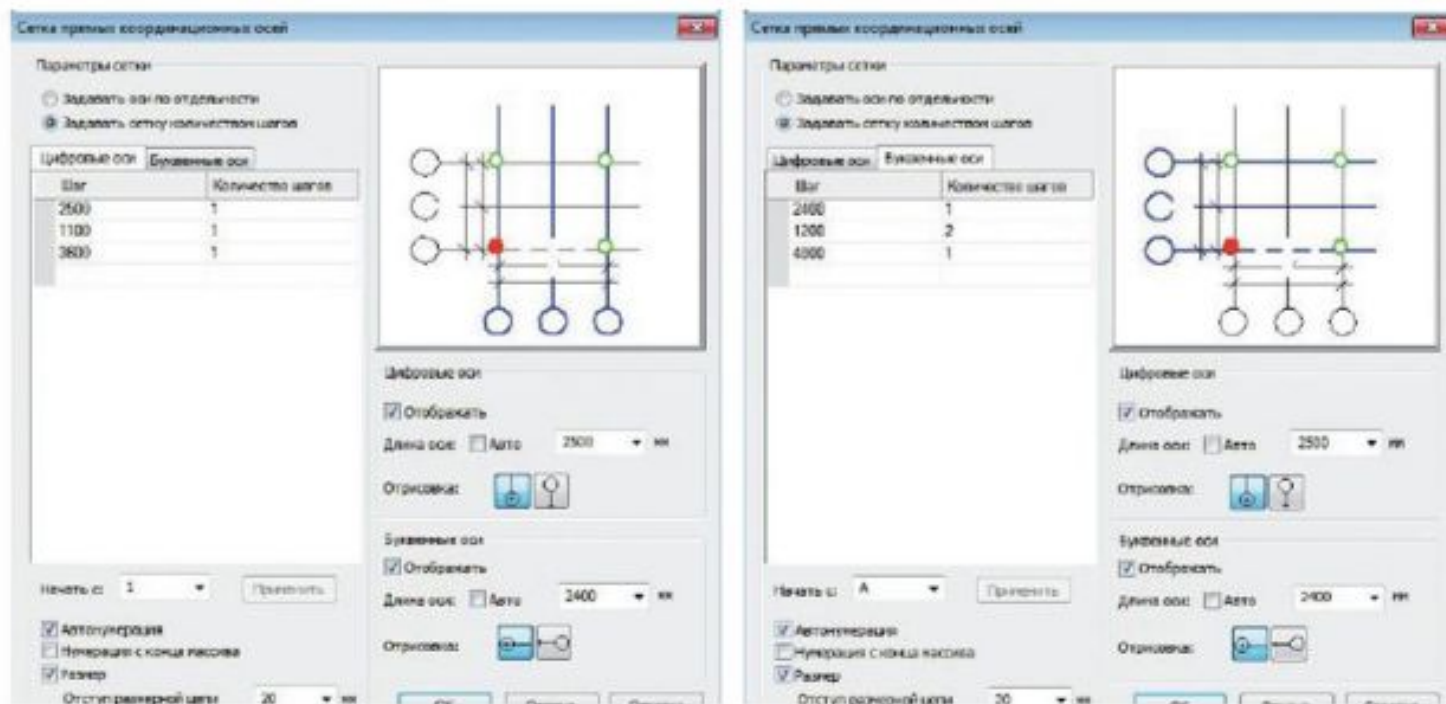 Сетка прямых координационных осей
Параметры сетки
Задавать оси по отдельности
Задавать сетку количеством шагов
Цифровые оси Буквенные оси
Шаг Количество шагов
2500 1
1100 1
3800 1
Цифровые оси
Отображать
Длина оси: Авто 2500 мм
Отрисовка:
Буквенные оси
Отображать
Длина оси: Авто 2400 мм
Отрисовка:
Начать с: 1 Применить
Автонумерация
Нумерация с конца массива
Размер
Отступ размерной цепи 20 мм
Сетка прямых координационных осей
Параметры сетки
Задавать оси по отдельности
Задавать сетку количеством шагов
Цифровые оси Буквенные оси
Шаг Количество шагов
2400 1
1200 2
1
Цифровые оси
Отображать
Длина оси: Авто 2500 мм
Отрисовка:
Буквенные оси
Отображать
Длина оси: Авто 2400 мм
Отрисовка:
Начать с: А Применить
Автонумерация
Нумерация с конца массива
Размер
Отступ размерной цепи 20 мм